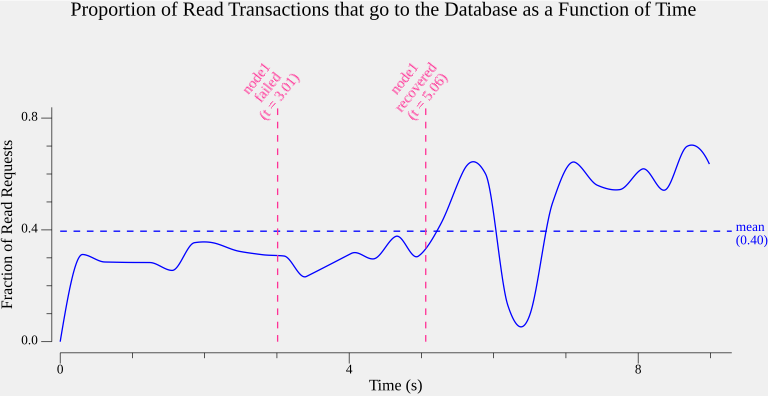 Proportion of Read Transactions that go to the Database as a Function of Time
node1
failed
(t = 3.01)
node1
recovered
(t = 5.06)
0.8
0.4
0.0
Fraction of Read Requests
mean
(0.40)
0
4
8
Time (s)